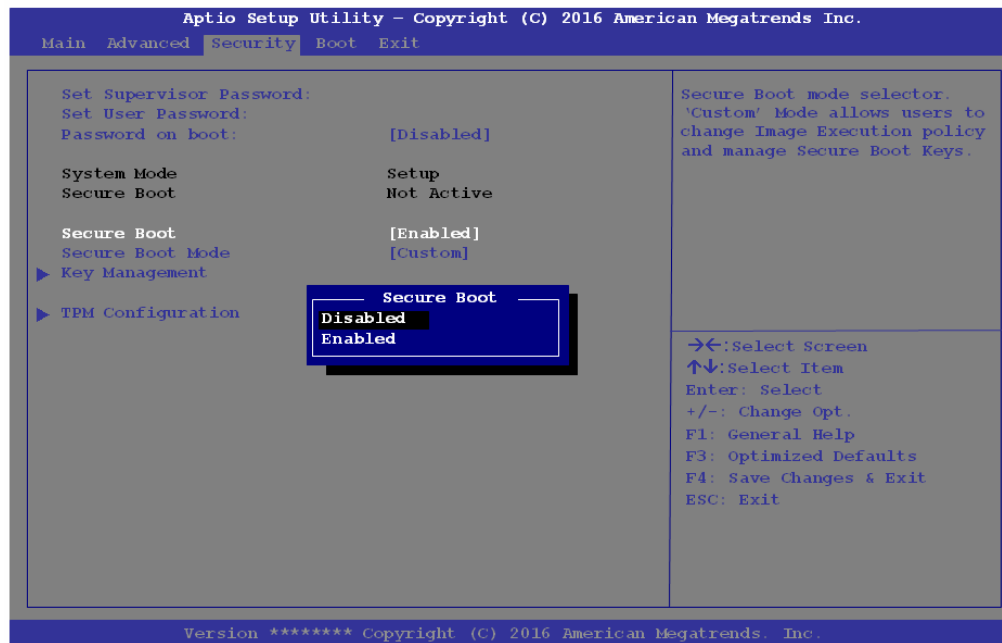 Aptio Setup Utility – Copyright (C) 2016 American Megatrends Inc.
Main Advanced Security Boot Exit
Set Supervisor Password:
Set User Password:
Password on boot: [Disabled]
System Mode Setup
Secure Boot Not Active
Secure Boot [Enabled]
Secure Boot Mode [Custom]
▶ Key Management
▶ TPM Configuration
Secure Boot
Disabled
Enabled
Secure Boot mode selector.
‘Custom’ Mode allows users to
change Image Execution policy
and manage Secure Boot Keys.
→←:Select Screen
↑↓:Select Item
Enter: Select
+/-: Change Opt.
F1: General Help
F3: Optimized Defaults
F4: Save Changes & Exit
ESC: Exit
Version ******** Copyright (C) 2016 American Megatrends. Inc.